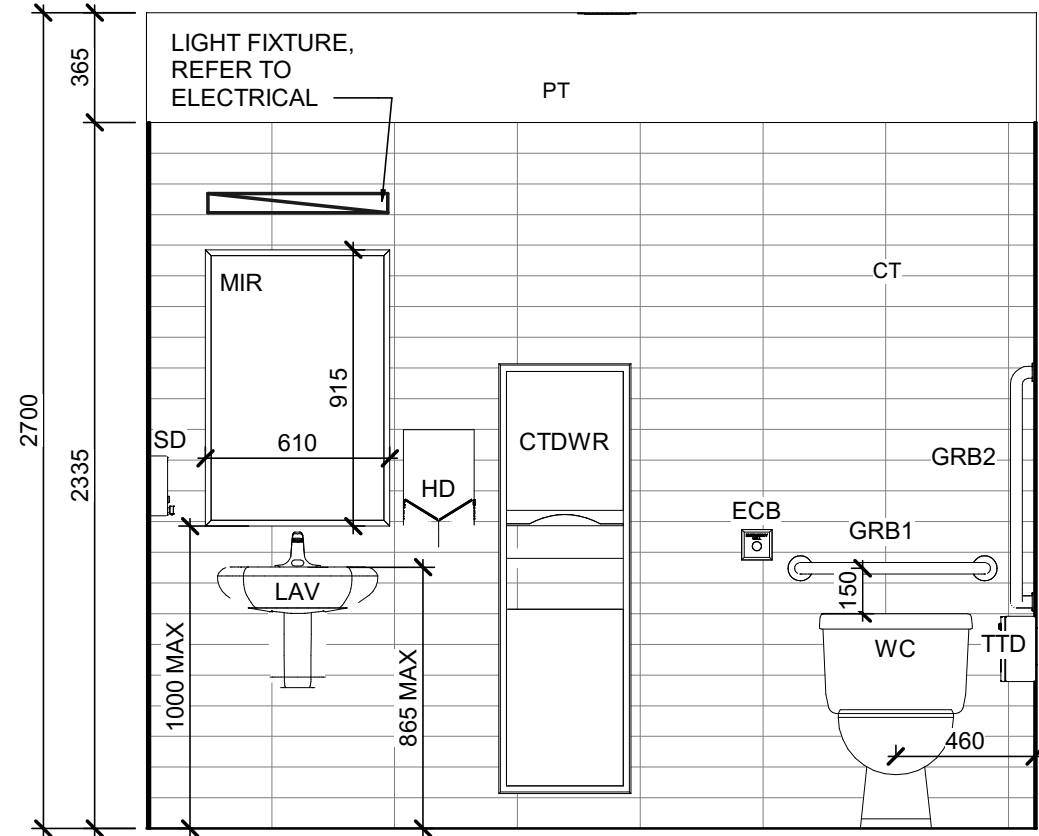 LIGHT FIXTURE,
REFER TO
ELECTRICAL
365
PT
CT
MIR
915
2700
2335
SD
610
HD
CTDWR
GRB2
ECB
GRB1
150
LAV
WC
TTD
1000 MAX
865 MAX
460